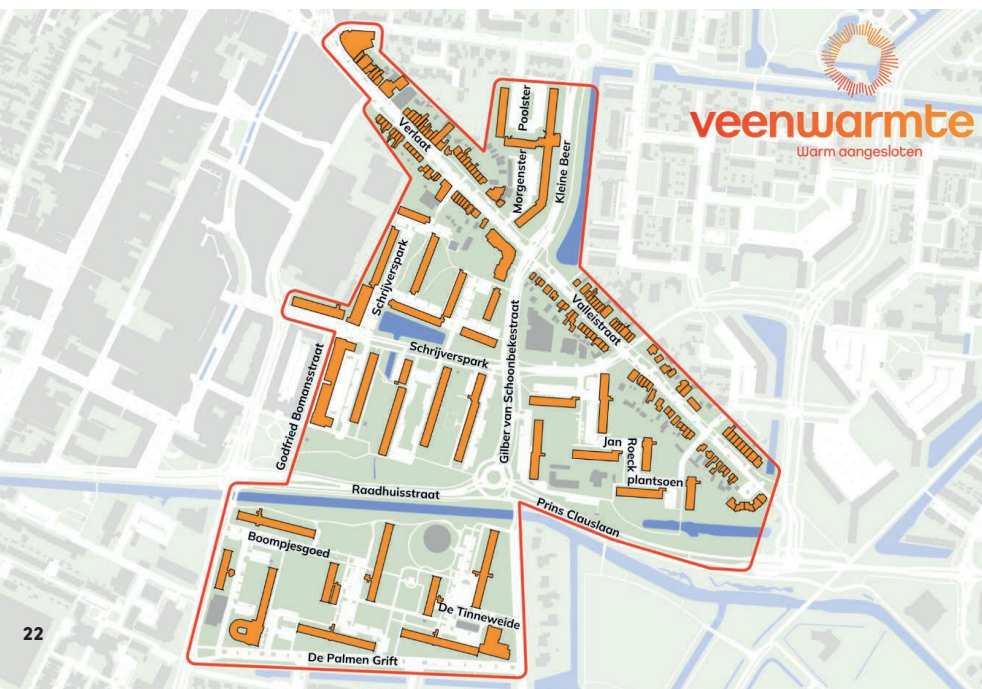 veenwarmte
Warm aangesloten
Poolster
Verlaat
Morgenster
Kleine Beer
Schrijverspark
Valleistraat
Schrijverspark
Gilber van Schoonbekestraat
Godfried Bomansstraat
Jan
Roeck
plantsoen
Raadhuisstraat
Prins Clauslaan
Boompjesgoed
De Tinneweide
22
De Palmen Grift